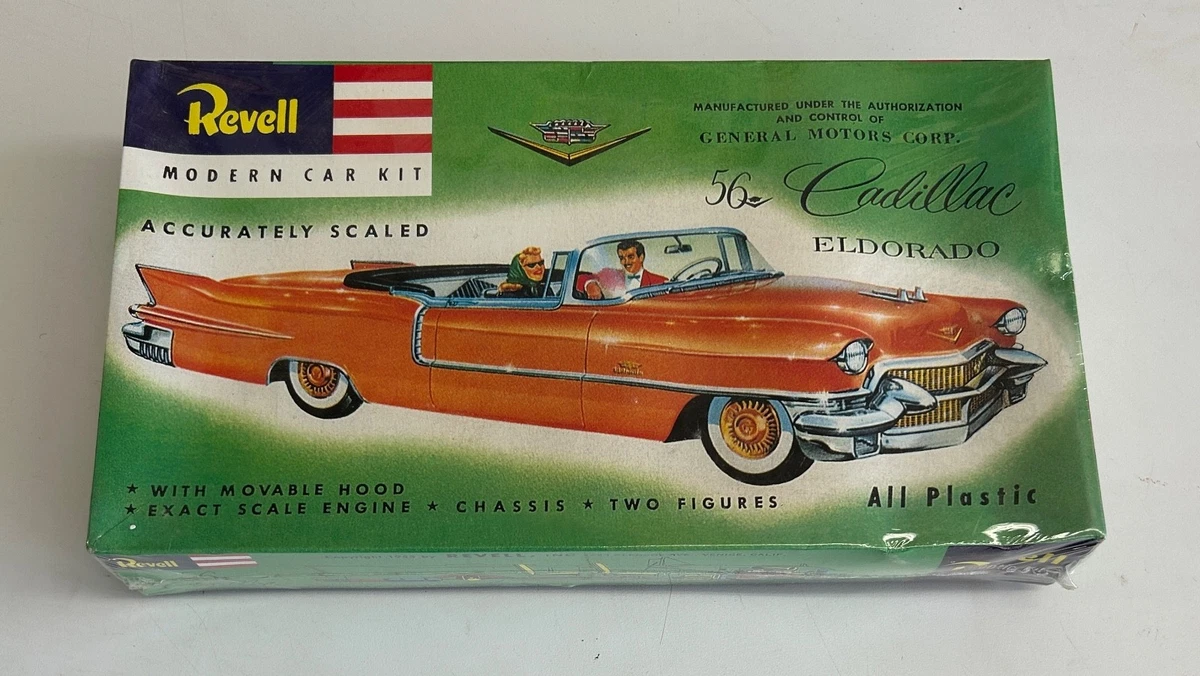 Revell
MODERN CAR KIT
MANUFACTURED UNDER THE AUTHORIZATION
AND CONTROL OF
GENERAL MOTORS CORP.
56 Cadillac
ELDORADO
ACCURATELY SCALED
★ WITH MOVABLE HOOD
★ EXACT SCALE ENGINE ★ CHASSIS ★ TWO FIGURES
All Plastic
Revell
REVELL